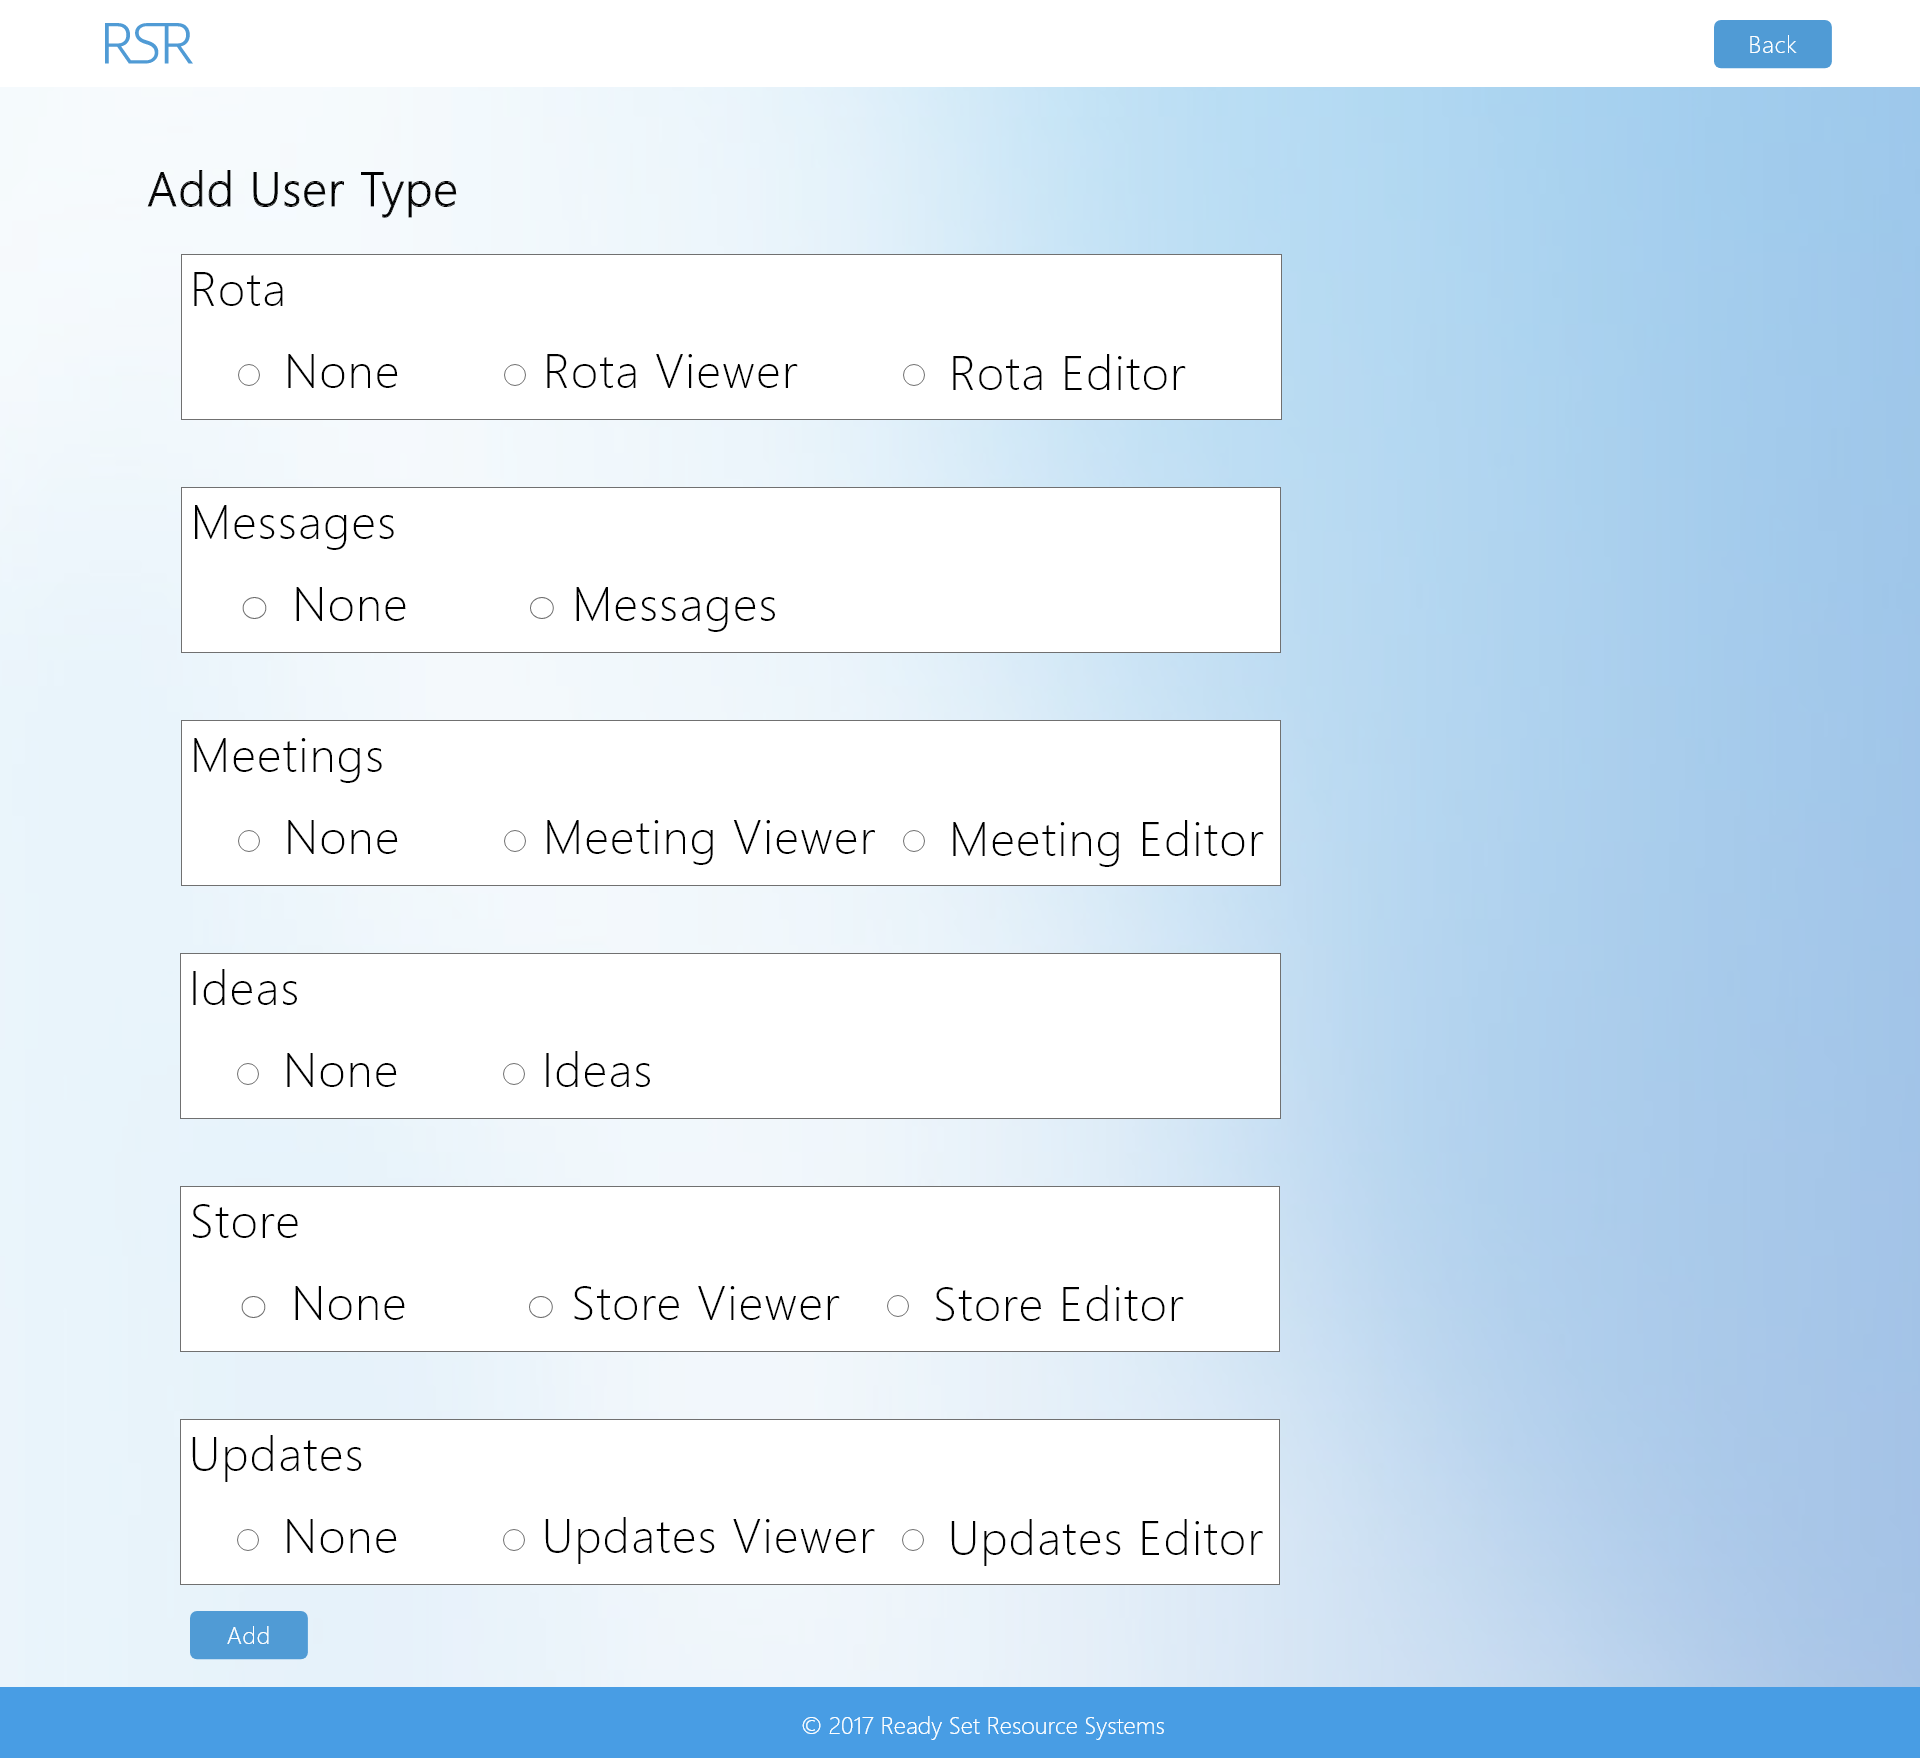 RSR
Back
Add User Type
Rota
None Rota Viewer Rota Editor
Messages
None Messages
Meetings
None Meeting Viewer Meeting Editor
Ideas
None Ideas
Store
None Store Viewer Store Editor
Updates
None Updates Viewer Updates Editor
Add
© 2017 Ready Set Resource Systems